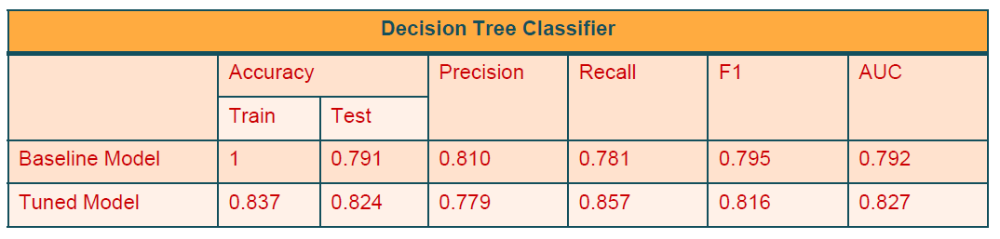 Decision Tree Classifier
Accuracy Precision Recall F1 AUC
Train Test
Baseline Model 1 0.791 0.810 0.781 0.795 0.792
Tuned Model 0.837 0.824 0.779 0.857 0.816 0.827